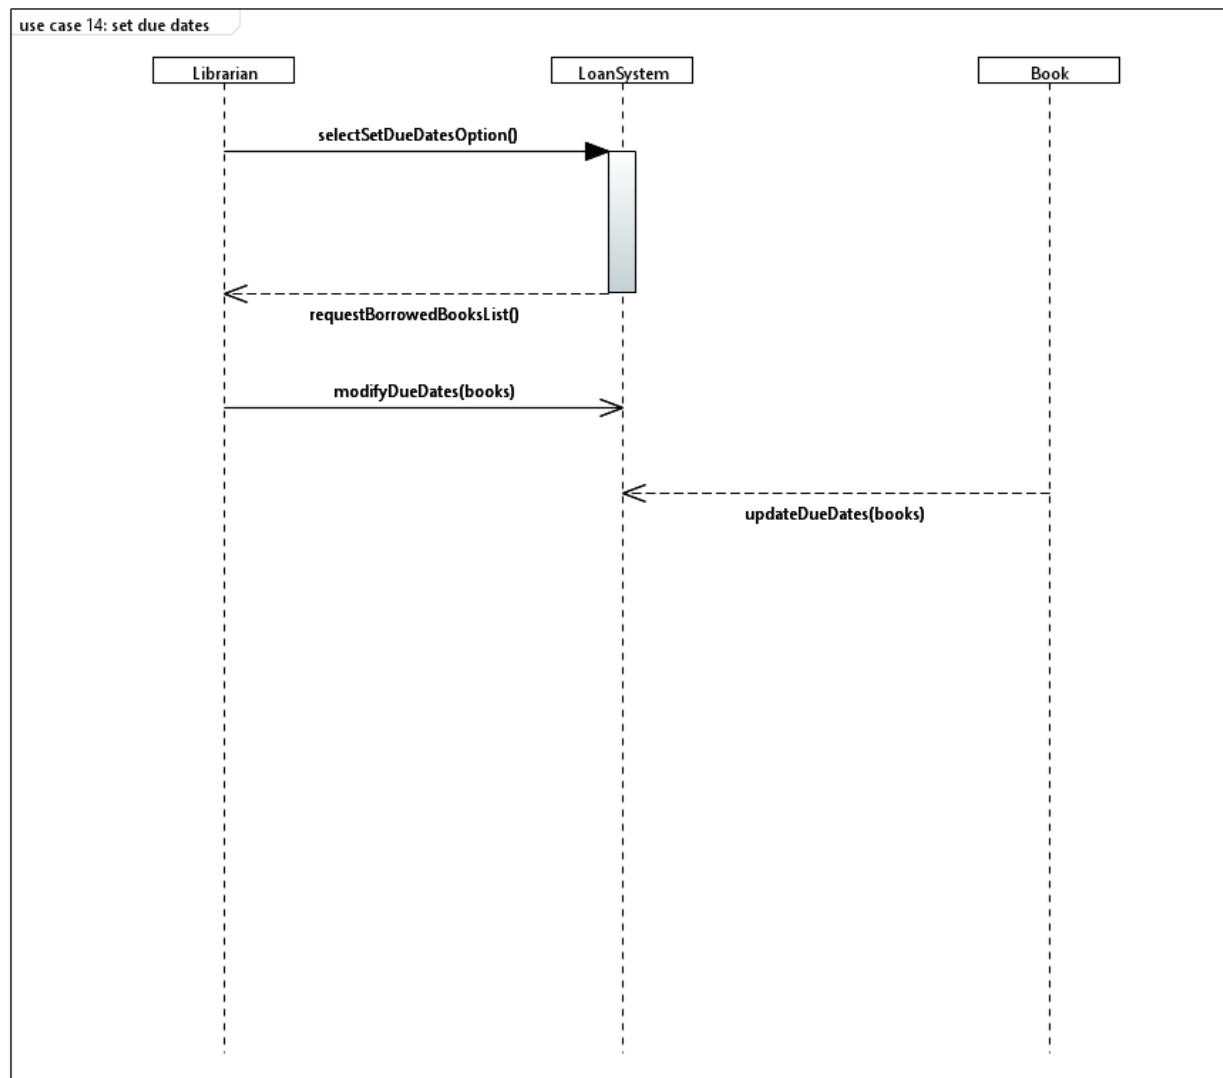 use case 14: set due dates
Librarian
LoanSystem
Book
selectSetDueDatesOption()
requestBorrowedBooksList()
modifyDueDates(books)
updateDueDates(books)